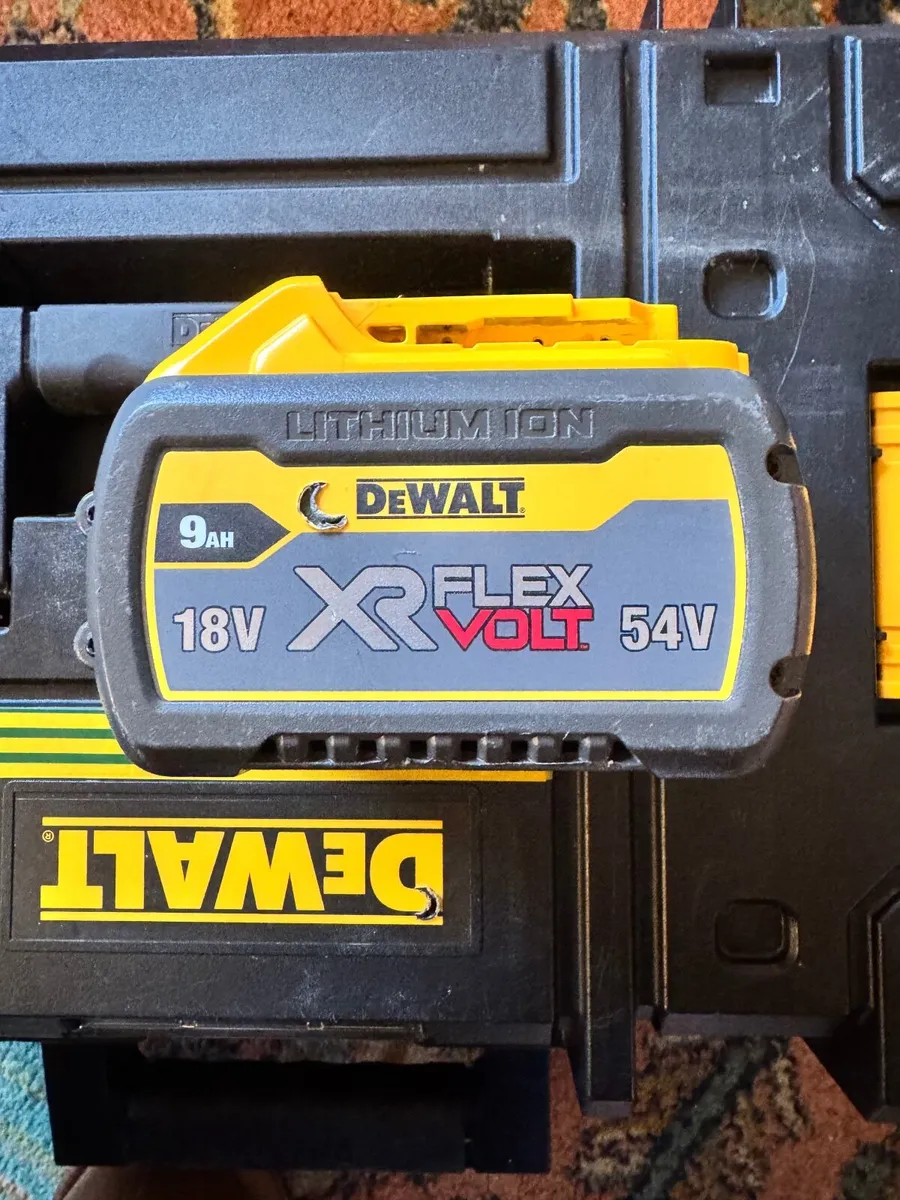 LITHIUM ION
DEWALT
9AH
18V XR FLEX VOLT 54V
DEWALT